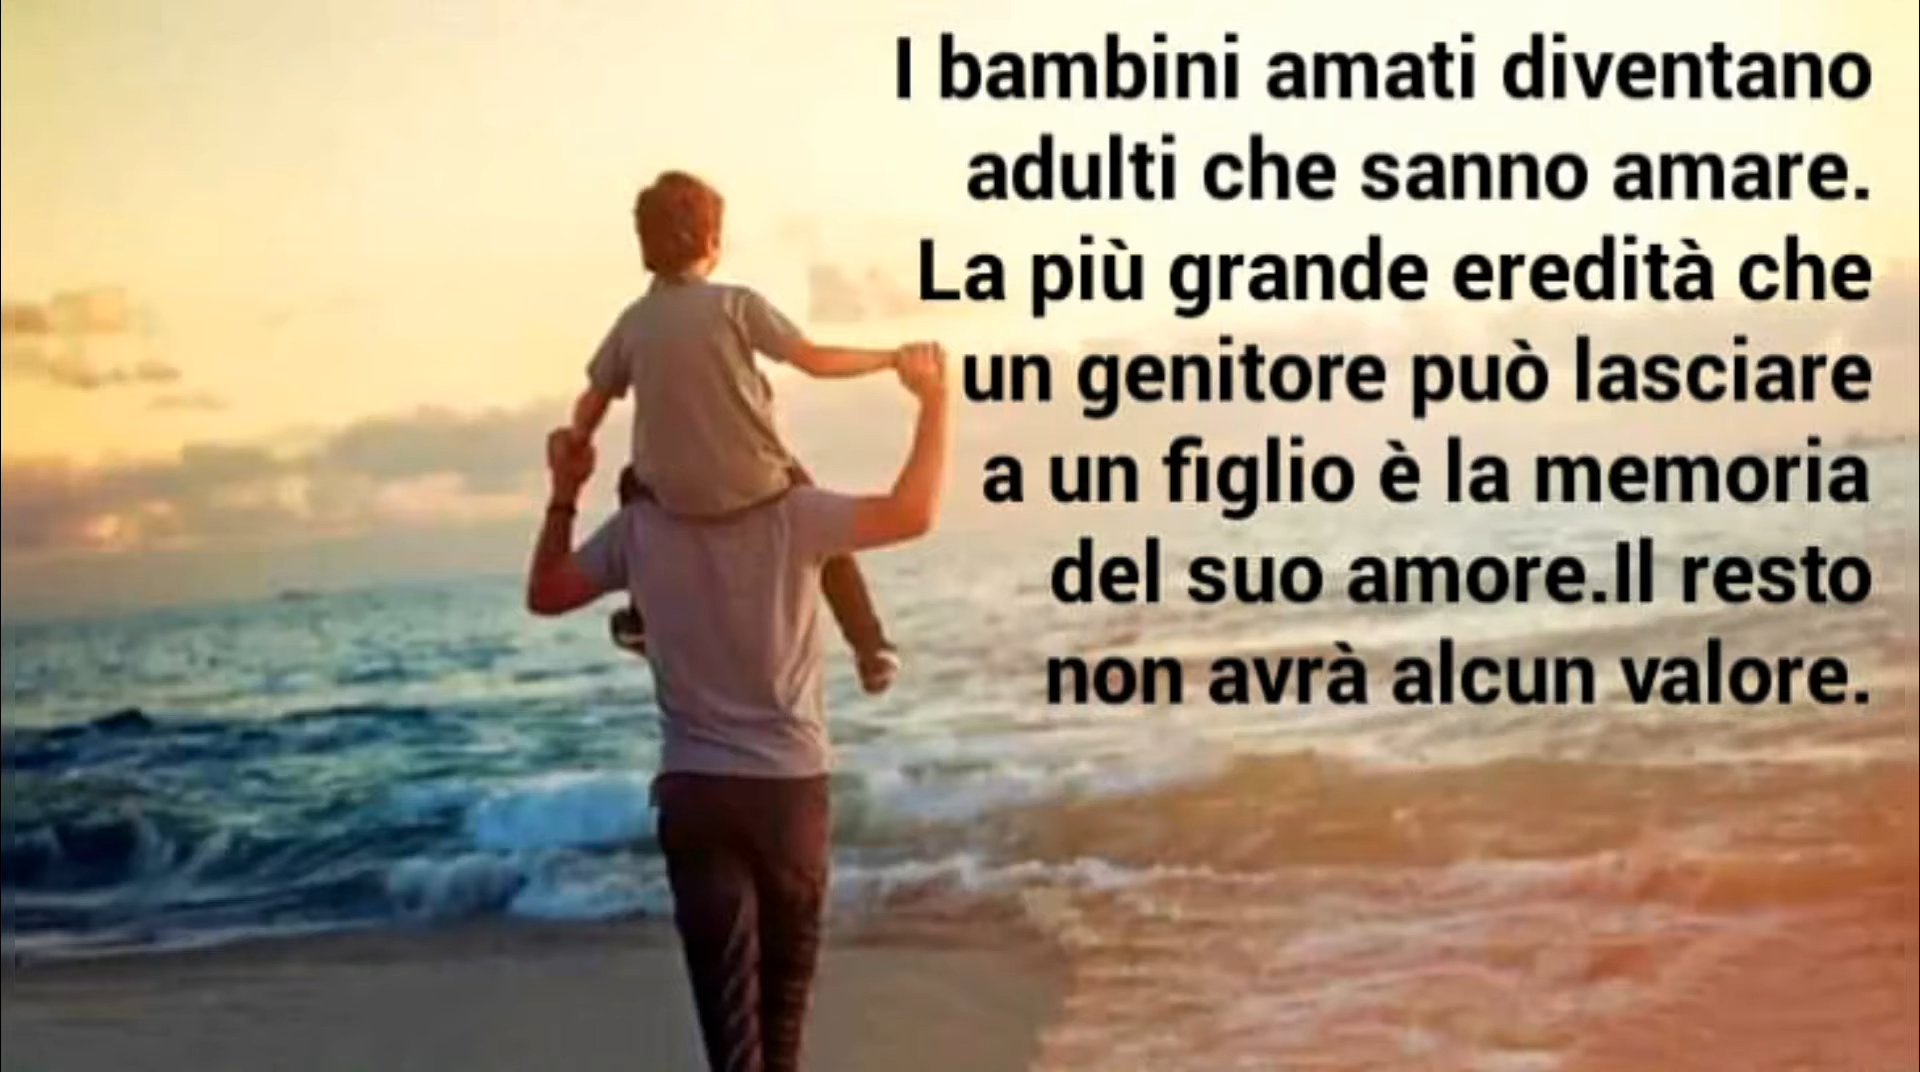 I bambini amati diventano
adulti che sanno amare.
La più grande eredità che
un genitore può lasciare
a un figlio è la memoria
del suo amore.Il resto
non avrà alcun valore.